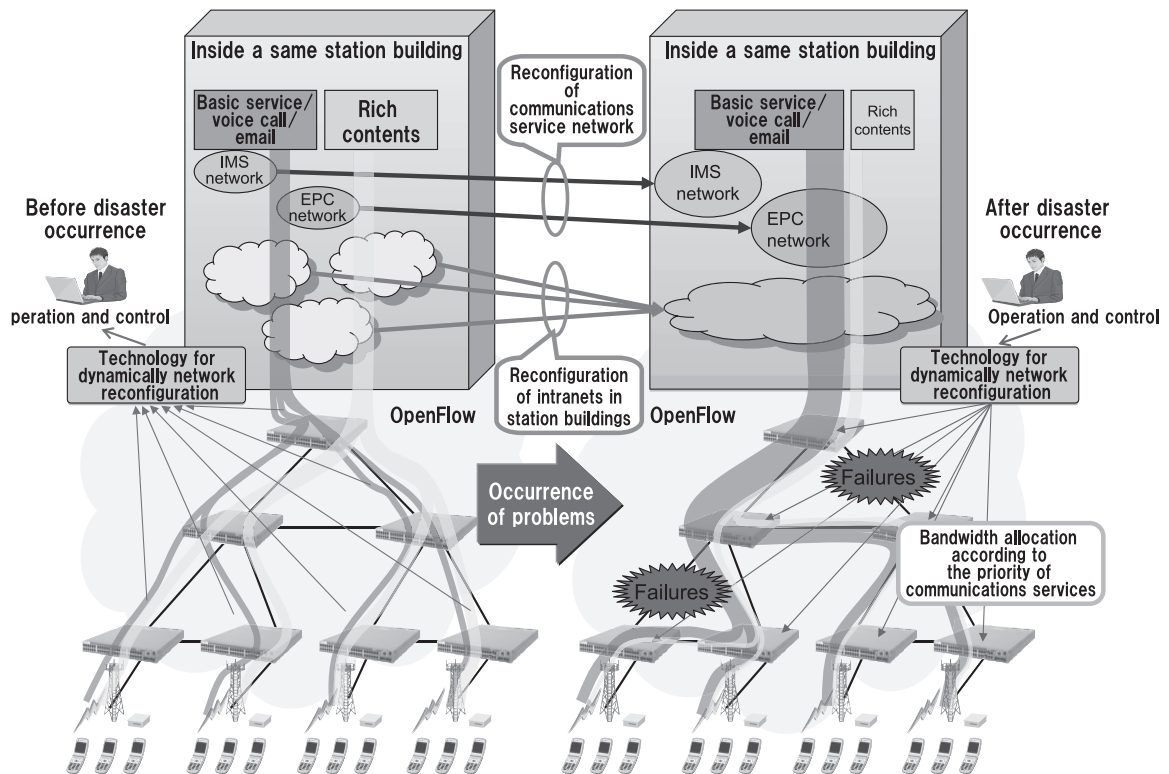 Inside a same station building
Basic service/
voice call/
email
Rich
contents
IMS
network
EPC
network
Before disaster
occurrence
peration and control
Technology for
dynamically network
reconfiguration
OpenFlow
Reconfiguration
of
communications
service network
Reconfiguration
of intranets in
station buildings
Occurrence
of problems
Inside a same station building
Basic service/
voice call/
email
Rich
contents
IMS
network
EPC
network
After disaster
occurrence
Operation and control
Technology for
dynamically network
reconfiguration
OpenFlow
Failures
Failures
Bandwidth allocation
according to
the priority of
communications services